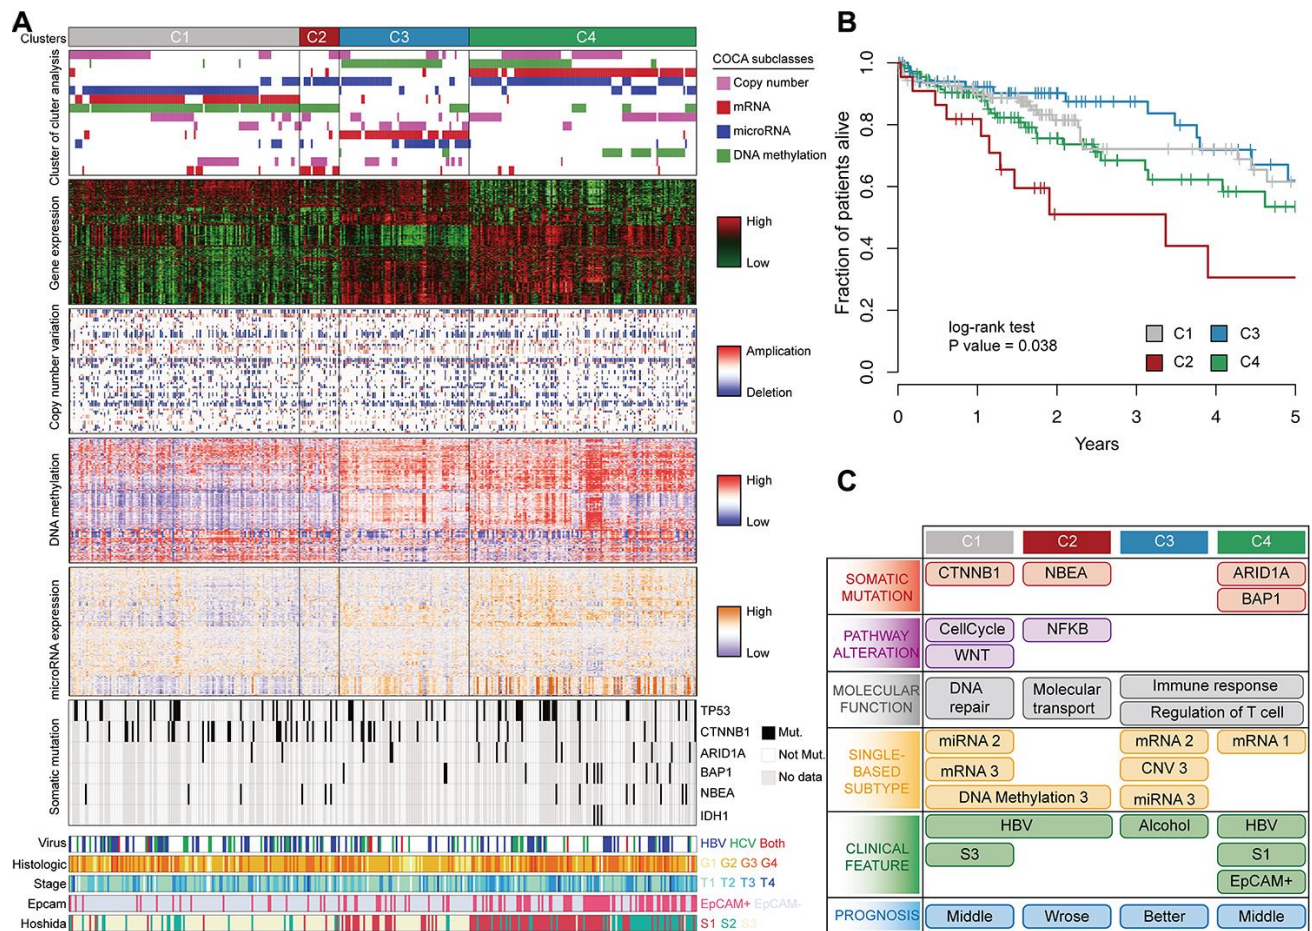 A
Clusters
C1
C2
C3
C4
Cluster of cluter analysis
COCA subclasses
Copy number
mRNA
microRNA
DNA methylation
Gene expression
High
Low
Copy number variation
Amplication
Deletion
DNA methylation
High
Low
microRNA expression
High
Low
Somatic mutation
TP53
CTNNB1
ARID1A
BAP1
NBEA
IDH1
Mut.
Not Mut.
No data
Virus
HBV HCV Both
Histologic
G1 G2 G3 G4
Stage
T1 T2 T3 T4
Epcam
EpCAM+ EpCAM-
Hoshida
S1 S2 S3
B
Fraction of patients alive
1.0
0.8
0.6
0.4
0.2
0.0
log-rank test
P value = 0.038
C1
C3
C2
C4
0 1 2 3 4 5
Years
C
C1 C2 C3 C4
SOMATIC
MUTATION
CTNNB1
NBEA
ARID1A
BAP1
PATHWAY
ALTERATION
CellCycle
NFKB
WNT
MOLECULAR
FUNCTION
DNA
repair
Molecular
transport
Immune response
Regulation of T cell
SINGLE-
BASED
SUBTYPE
miRNA 2
mRNA 2
mRNA 1
mRNA 3
CNV 3
DNA Methylation 3
miRNA 3
CLINICAL
FEATURE
HBV
Alcohol
HBV
S3
S1
EpCAM+
PROGNOSIS
Middle
Wrose
Better
Middle